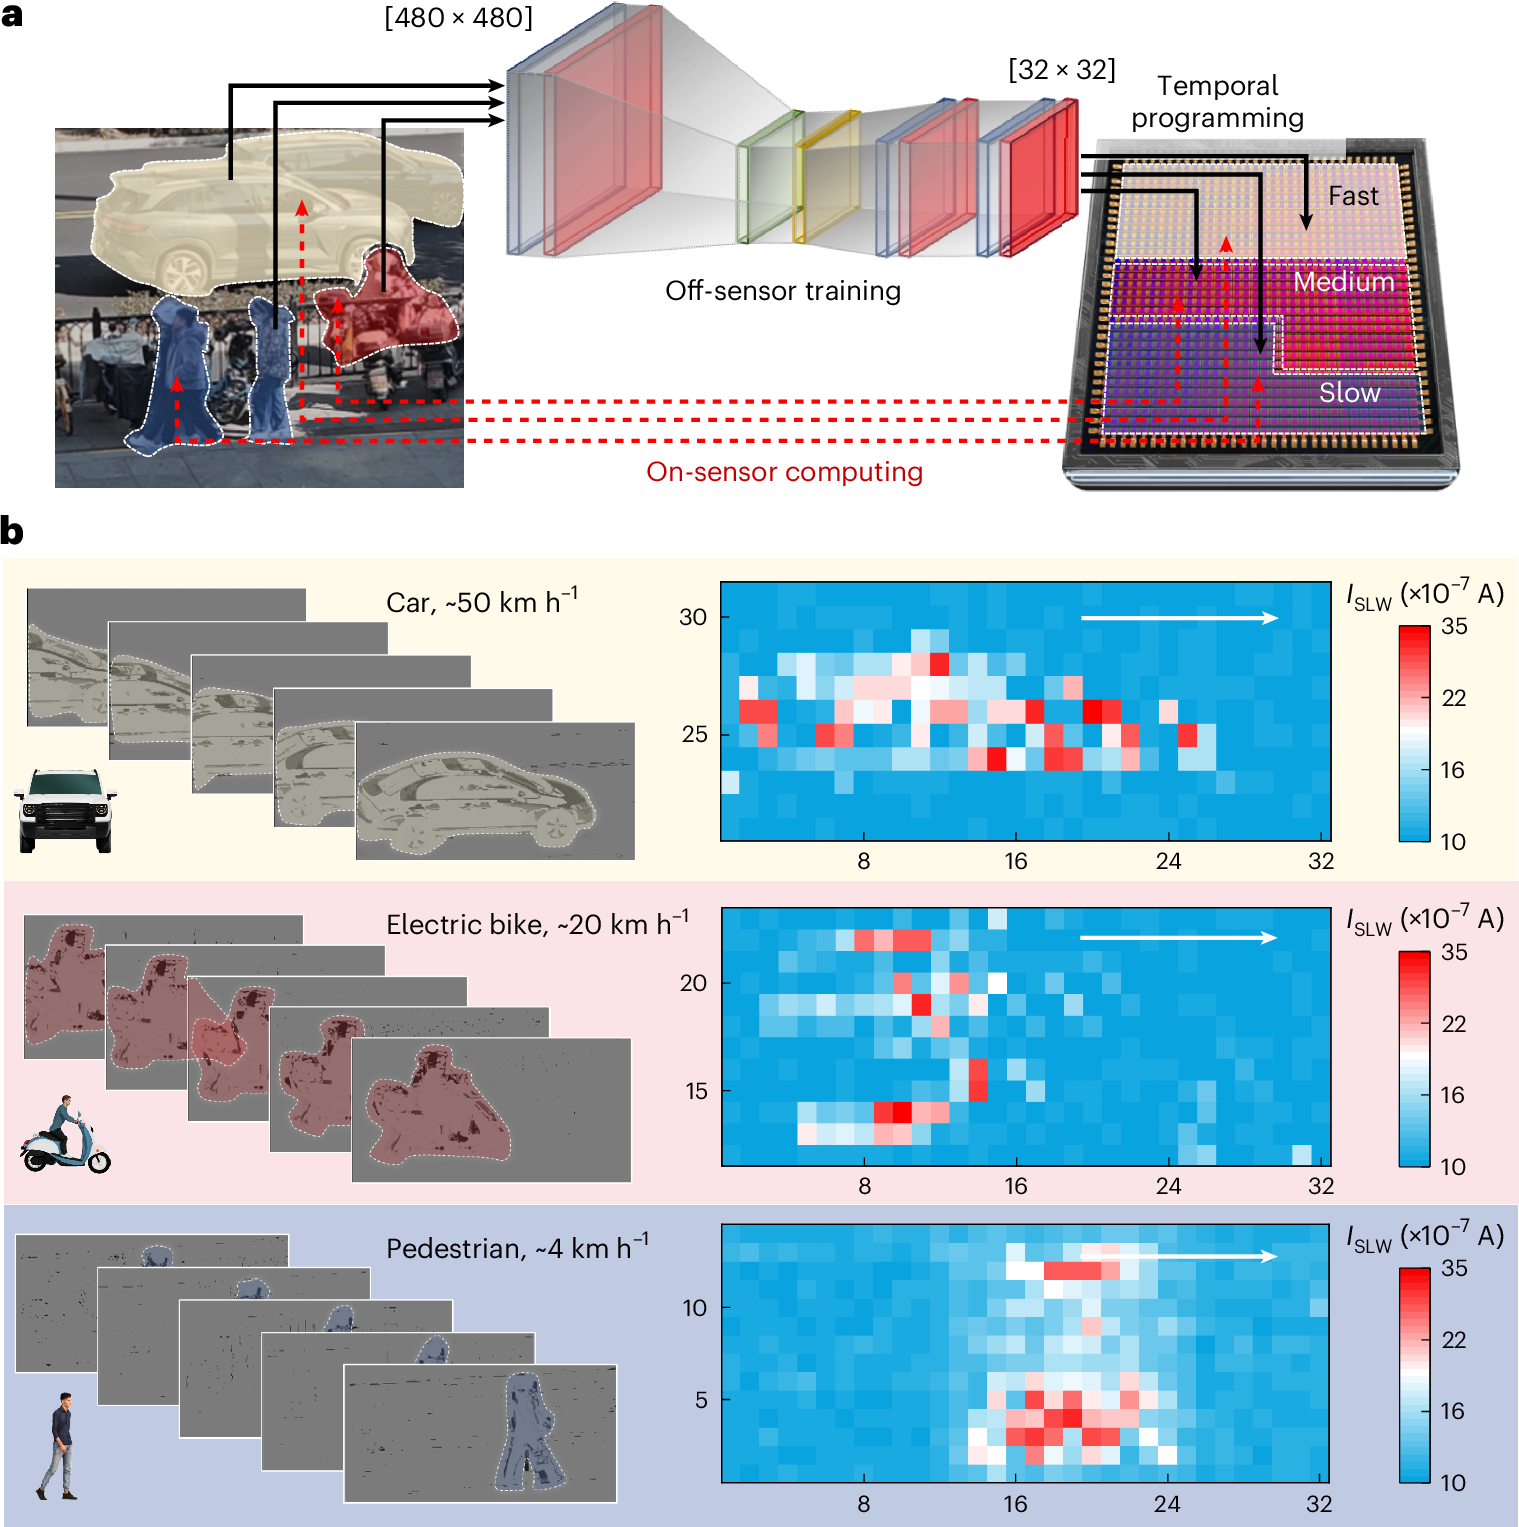 a
[480 × 480]
[32 × 32]
Temporal
programming
Fast
Medium
Slow
Off-sensor training
On-sensor computing
b
Car, ~50 km h⁻¹
30
25
8
16
24
32
I_SLW (×10⁻⁷ A)
35
22
16
10
Electric bike, ~20 km h⁻¹
20
15
8
16
24
32
I_SLW (×10⁻⁷ A)
35
22
16
10
Pedestrian, ~4 km h⁻¹
10
5
8
16
24
32
I_SLW (×10⁻⁷ A)
35
22
16
10